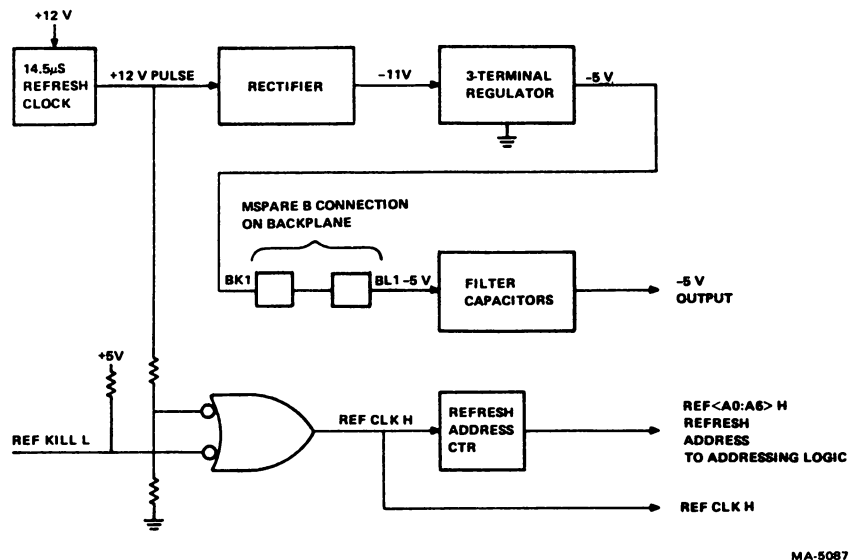 +12 V
14.5μS
REFRESH
CLOCK
+12 V PULSE
RECTIFIER
-11V
3-TERMINAL
REGULATOR
-5 V
MSPARE B CONNECTION
ON BACKPLANE
BK1
BL1 -5 V
FILTER
CAPACITORS
-5 V
OUTPUT
+5V
REF KILL L
REF CLK H
REFRESH
ADDRESS
CTR
REF<A0:A6> H
REFRESH
ADDRESS
TO ADDRESSING LOGIC
REF CLK H
MA-5087